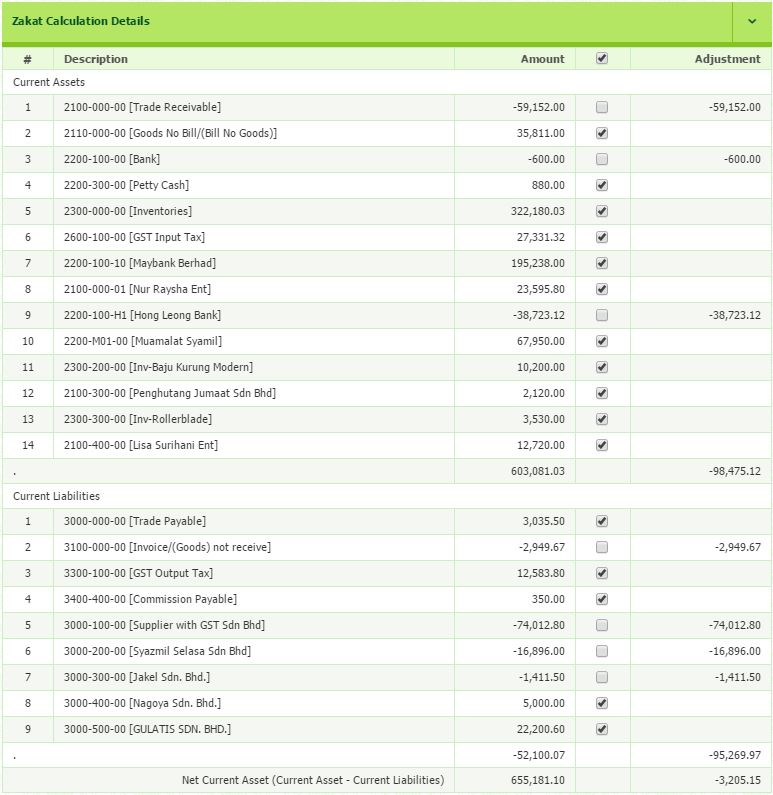 Zakat Calculation Details
# Description Amount Adjustment
Current Assets
1 2100-000-00 [Trade Receivable] -59,152.00 -59,152.00
2 2110-000-00 [Goods No Bill/(Bill No Goods)] 35,811.00
3 2200-100-00 [Bank] -600.00 -600.00
4 2200-300-00 [Petty Cash] 880.00
5 2300-000-00 [Inventories] 322,180.03
6 2600-100-00 [GST Input Tax] 27,331.32
7 2200-100-10 [Maybank Berhad] 195,238.00
8 2100-000-01 [Nur Raysha Ent] 23,595.80
9 2200-100-H1 [Hong Leong Bank] -38,723.12 -38,723.12
10 2200-M01-00 [Muamalat Syamil] 67,950.00
11 2300-200-00 [Inv-Baju Kurung Modern] 10,200.00
12 2100-300-00 [Penghutang Jumaat Sdn Bhd] 2,120.00
13 2300-300-00 [Inv-Rollerblade] 3,530.00
14 2100-400-00 [Lisa Surihani Ent] 12,720.00
. 603,081.03 -98,475.12
Current Liabilities
1 3000-000-00 [Trade Payable] 3,035.50
2 3100-000-00 [Invoice/(Goods) not receive] -2,949.67 -2,949.67
3 3300-100-00 [GST Output Tax] 12,583.80
4 3400-400-00 [Commission Payable] 350.00
5 3000-100-00 [Supplier with GST Sdn Bhd] -74,012.80 -74,012.80
6 3000-200-00 [Syazmil Selasa Sdn Bhd] -16,896.00 -16,896.00
7 3000-300-00 [Jakel Sdn. Bhd.] -1,411.50 -1,411.50
8 3000-400-00 [Nagoya Sdn. Bhd.] 5,000.00
9 3000-500-00 [GULATIS SDN. BHD.] 22,200.60
. -52,100.07 -95,269.97
Net Current Asset (Current Asset - Current Liabilities) 655,181.10 -3,205.15